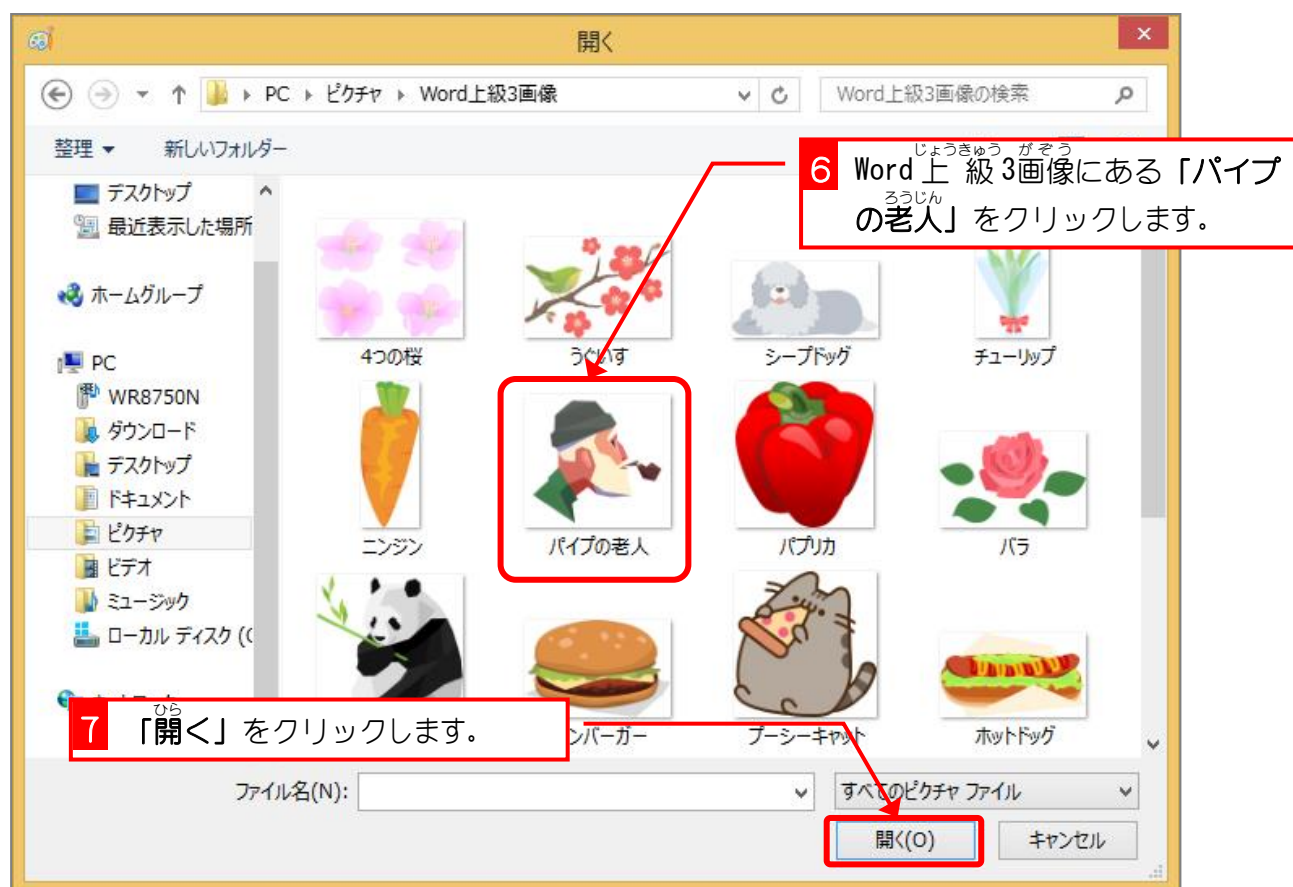 開く
PC ▸ ピクチャ ▸ Word上級3画像
Word上級3画像の検索
整理
新しいフォルダー
6 Word上級3画像にある「パイプ
じょうきゅう がぞう
の老人」をクリックします。
ろうじん
デスクトップ
最近表示した場所
ホームグループ
PC
WR8750N
ダウンロード
デスクトップ
ドキュメント
ピクチャ
ビデオ
ミュージック
ローカル ディスク (C
4つの桜
うぐいす
シープドッグ
チューリップ
ニンジン
パイプの老人
パプリカ
バラ
ンバーガー
プーシーキャット
ホットドッグ
7 「開く」をクリックします。
ひら
ファイル名(N):
すべてのピクチャ ファイル
開く(O)
キャンセル